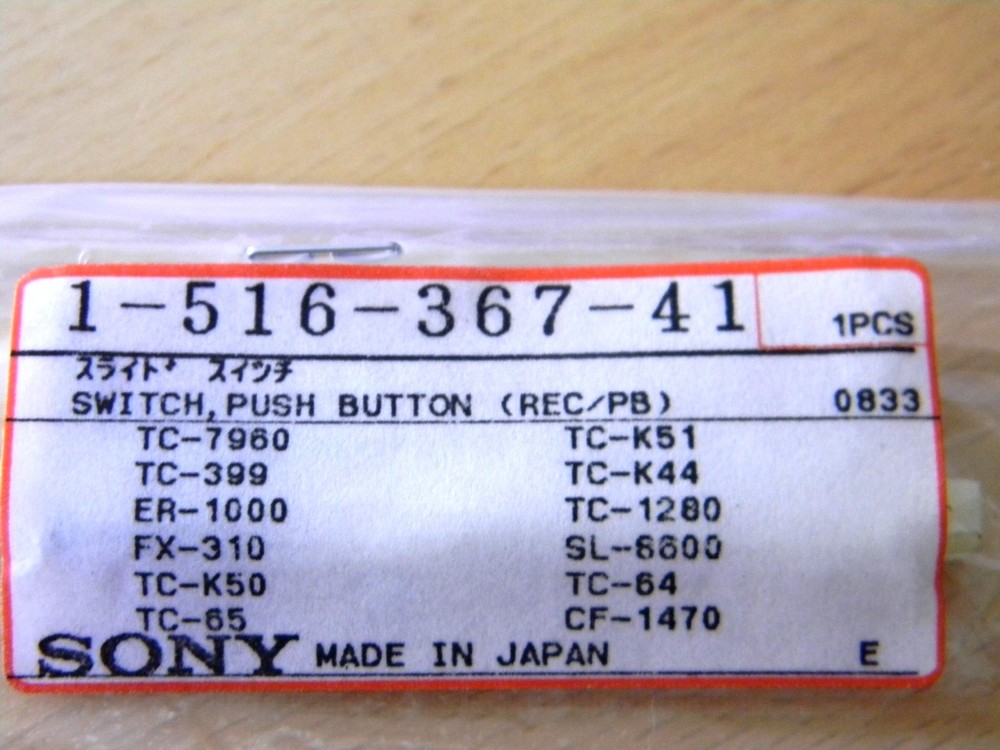 1-516-367-41 1PCS
スライド スイッチ
SWITCH,PUSH BUTTON (REC/PB) 0833
TC-7960 TC-K51
TC-399 TC-K44
ER-1000 TC-1280
FX-310 SL-8600
TC-K50 TC-64
TC-65 CF-1470
SONY MADE IN JAPAN E